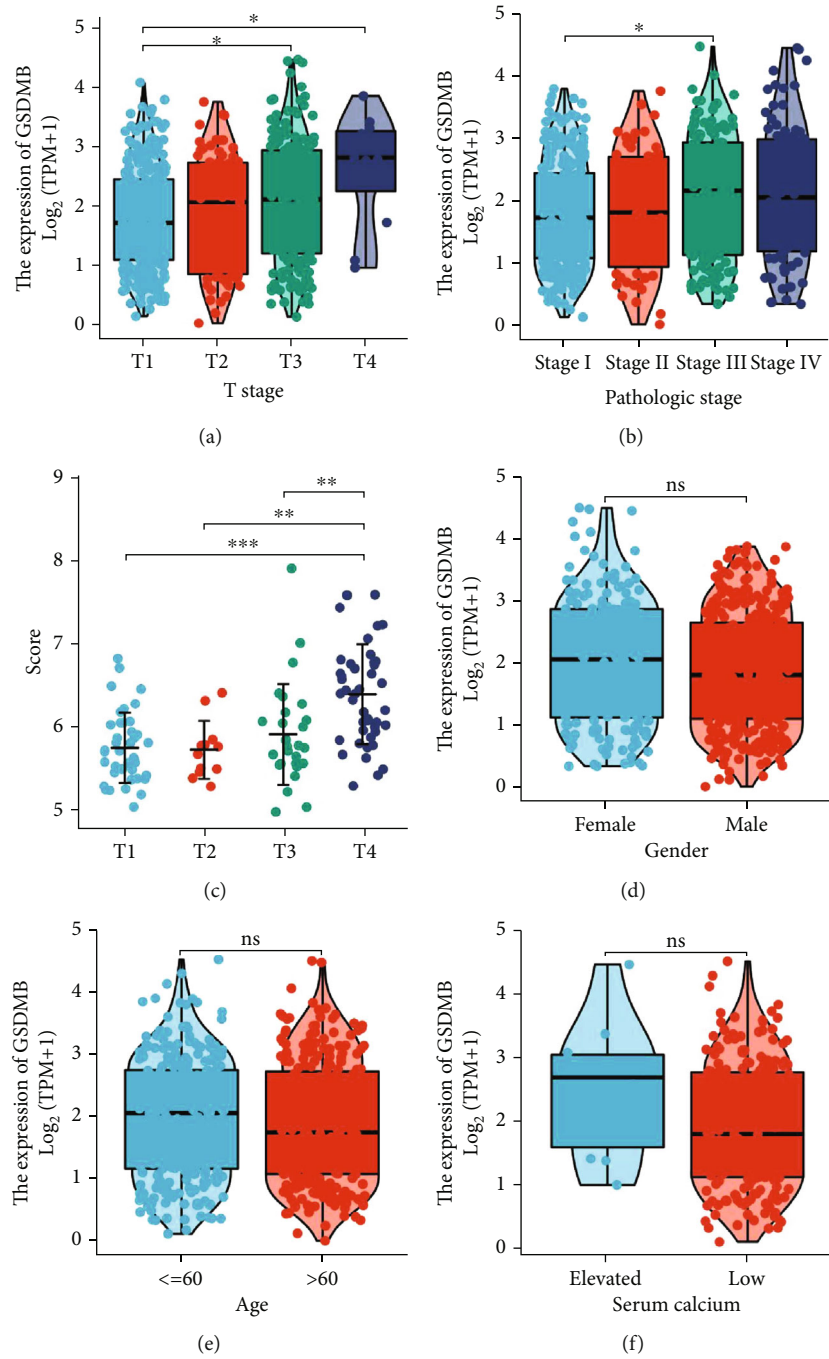 The expression of GSDMB
Log₂ (TPM+1)
5
4
3
2
1
0
*
*
T1 T2 T3 T4
T stage
(a)
The expression of GSDMB
Log₂ (TPM+1)
5
4
3
2
1
0
*
Stage I Stage II Stage III Stage IV
Pathologic stage
(b)
Score
9
8
7
6
5
**
**
***
T1 T2 T3 T4
(c)
The expression of GSDMB
Log₂ (TPM+1)
5
4
3
2
1
0
ns
Female Male
Gender
(d)
The expression of GSDMB
Log₂ (TPM+1)
5
4
3
2
1
0
ns
<=60 >60
Age
(e)
The expression of GSDMB
Log₂ (TPM+1)
5
4
3
2
1
0
ns
Elevated Low
Serum calcium
(f)